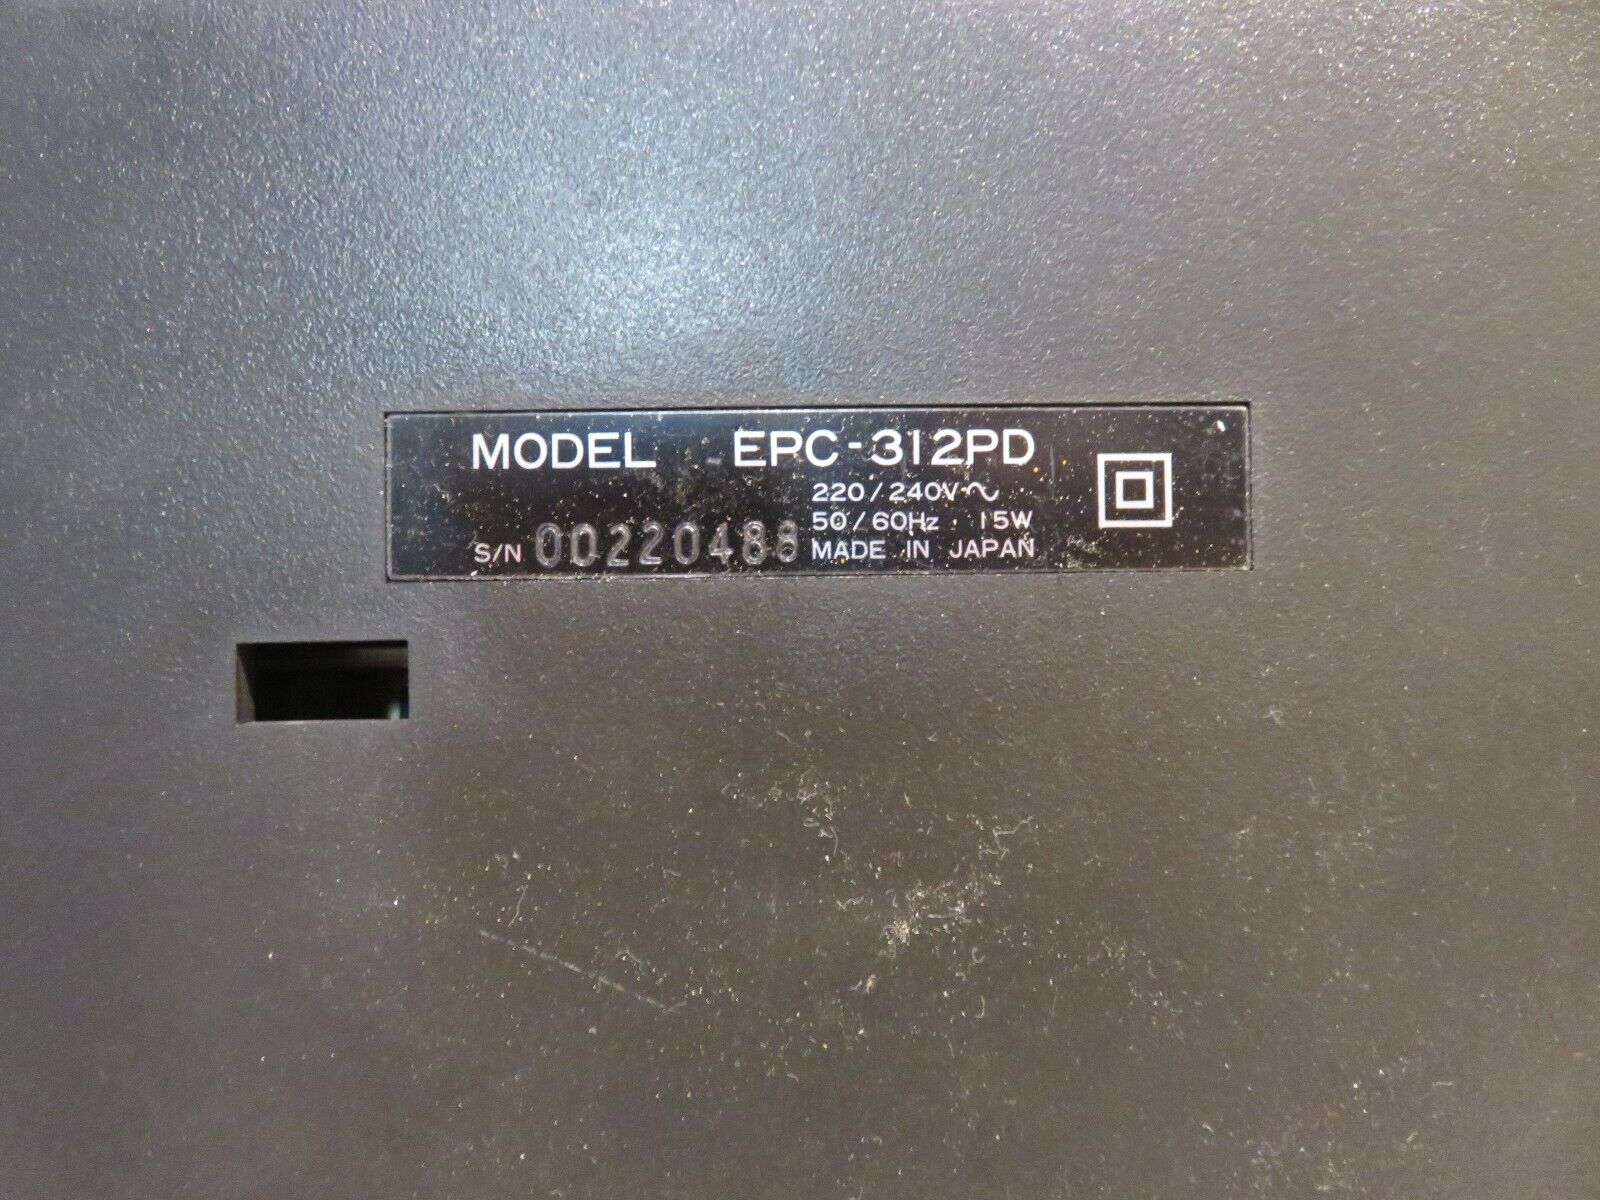 MODEL EPC-312PD
220/240V~
50/60Hz 15W
S/N 00220488 MADE IN JAPAN